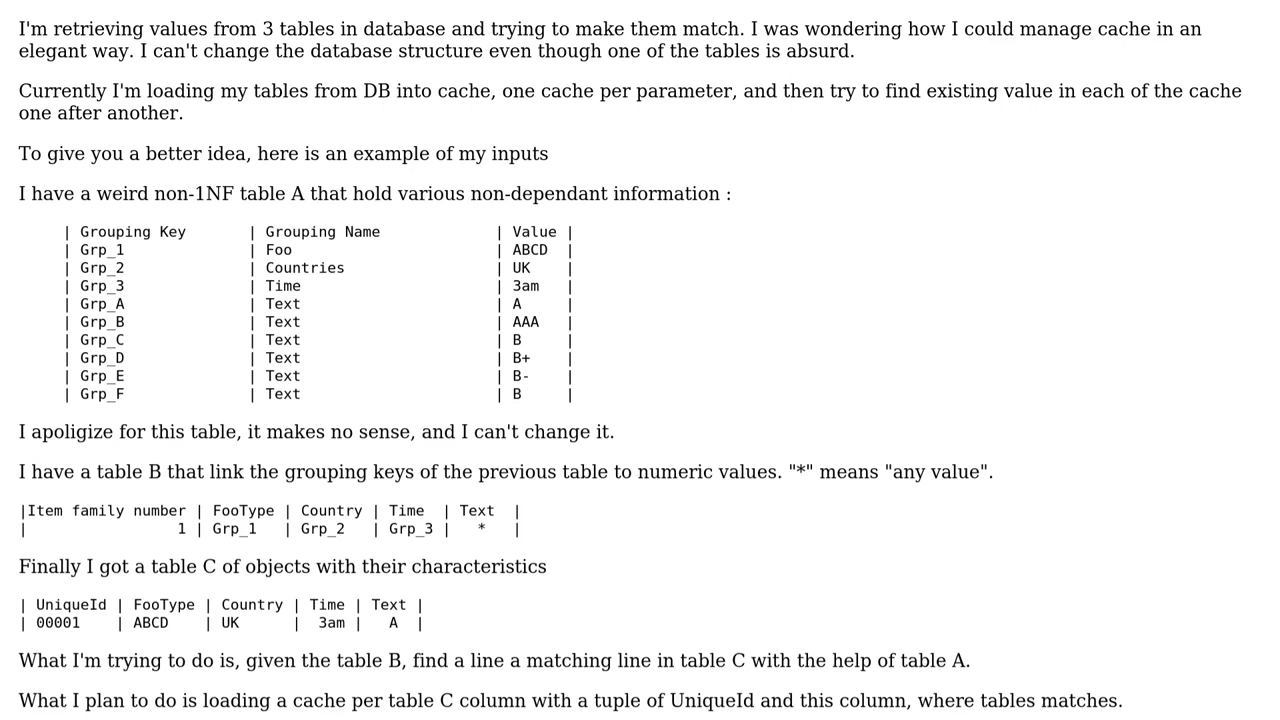 I'm retrieving values from 3 tables in database and trying to make them match. I was wondering how I could manage cache in an
elegant way. I can't change the database structure even though one of the tables is absurd.
Currently I'm loading my tables from DB into cache, one cache per parameter, and then try to find existing value in each of the cache
one after another.
To give you a better idea, here is an example of my inputs
I have a weird non-1NF table A that hold various non-dependant information :
| Grouping Key       | Grouping Name             | Value |
| Grp_1              | Foo                       | ABCD  |
| Grp_2              | Countries                 | UK    |
| Grp_3              | Time                      | 3am   |
| Grp_A              | Text                      | A     |
| Grp_B              | Text                      | AAA   |
| Grp_C              | Text                      | B     |
| Grp_D              | Text                      | B+    |
| Grp_E              | Text                      | B-    |
| Grp_F              | Text                      | B     |
I apoligize for this table, it makes no sense, and I can't change it.
I have a table B that link the grouping keys of the previous table to numeric values. "*" means "any value".
|Item family number | FooType | Country | Time  | Text  |
|                 1 | Grp_1   | Grp_2   | Grp_3 |   *   |
Finally I got a table C of objects with their characteristics
| UniqueId | FooType | Country | Time | Text |
| 00001    | ABCD    | UK      |  3am |   A  |
What I'm trying to do is, given the table B, find a line a matching line in table C with the help of table A.
What I plan to do is loading a cache per table C column with a tuple of UniqueId and this column, where tables matches.